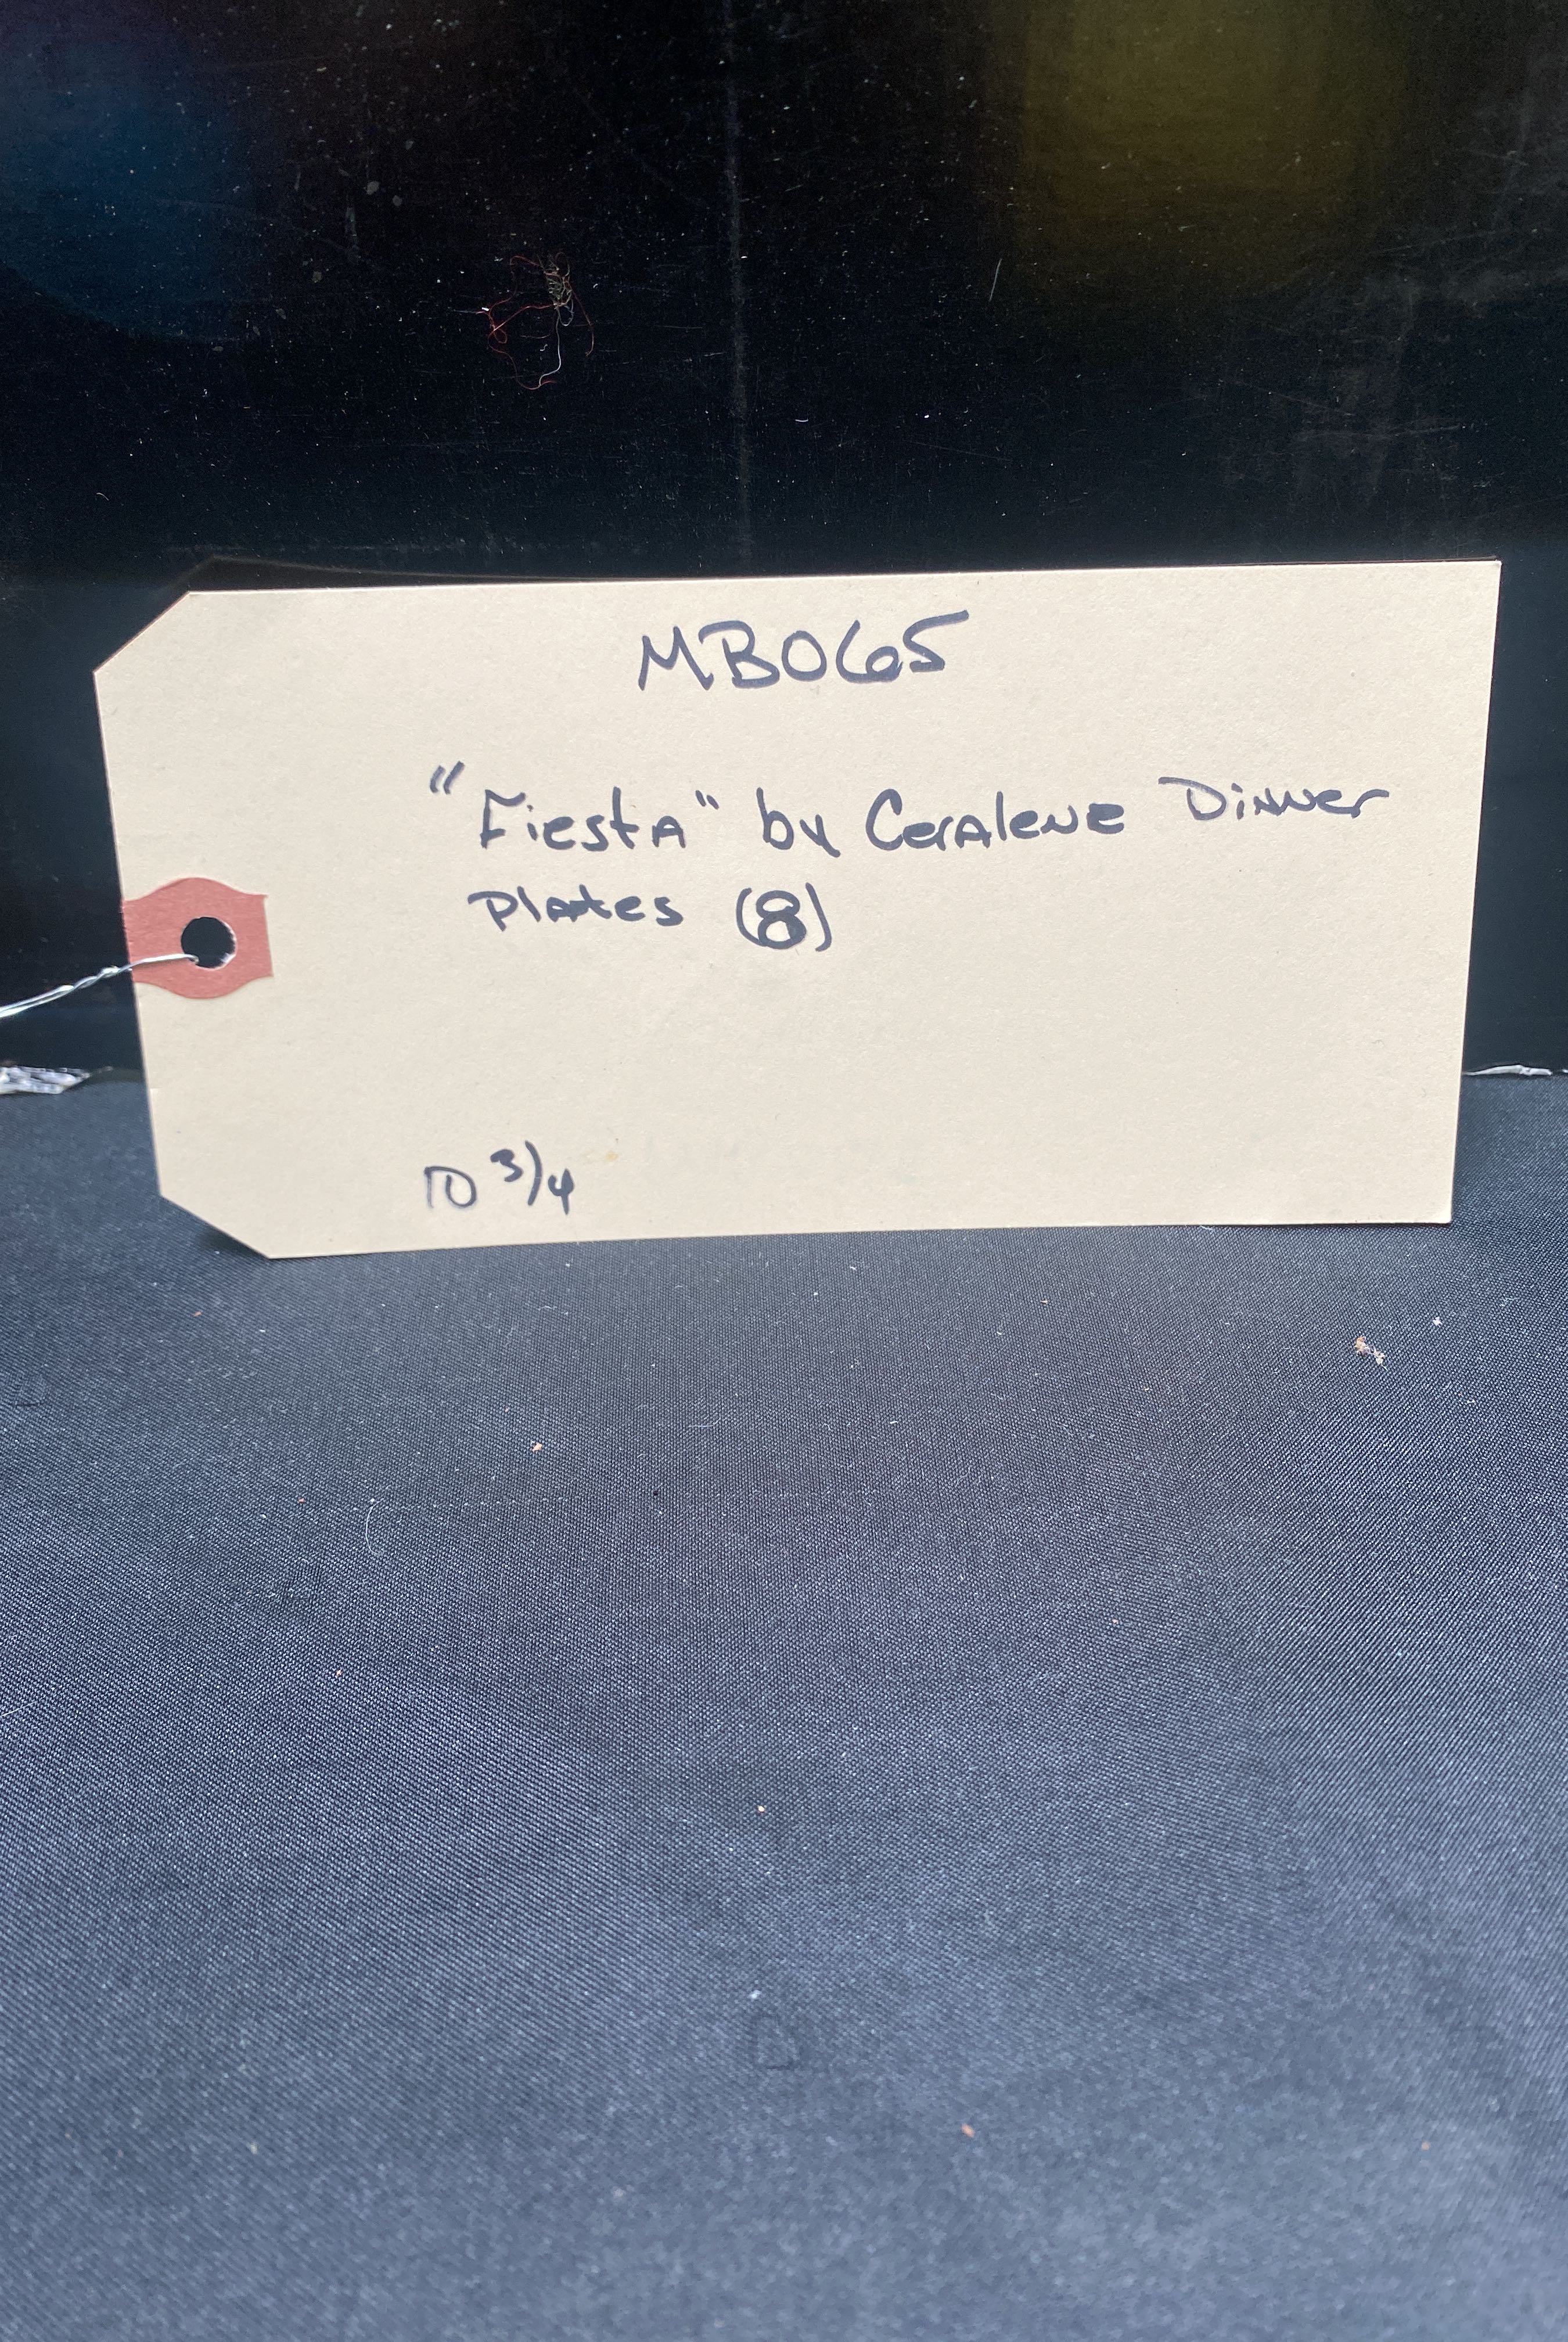 MB065
"Fiesta" by Ceralene Dinner
Plates (8)
10 3/4